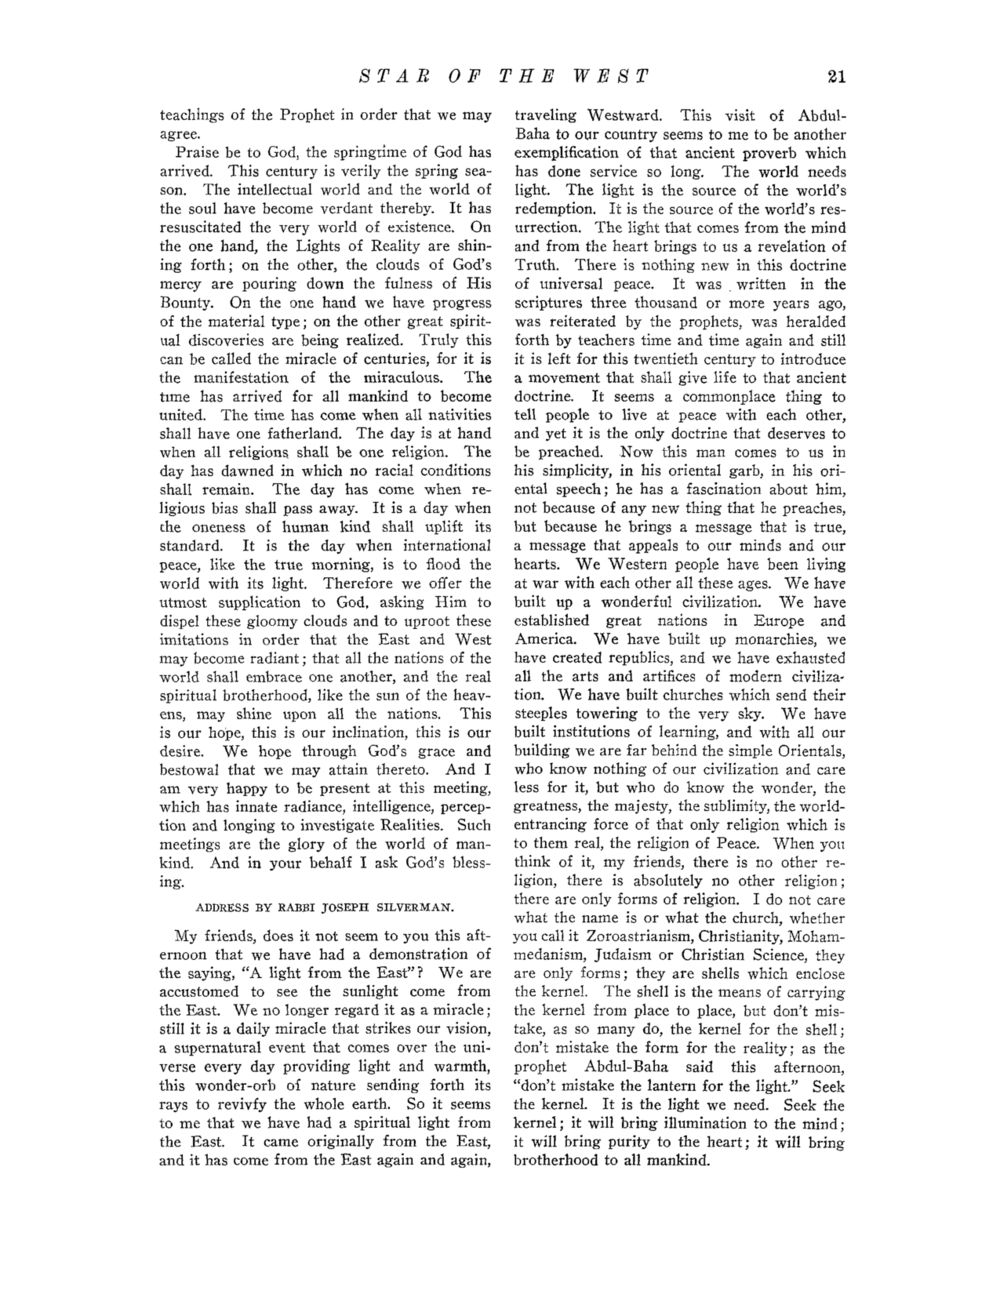 STAR OF THE WEST 21
teachings of the Prophet in order that we may
agree.
Praise be to God, the springtime of God has
arrived. This century is verily the spring sea-
son. The intellectual world and the world of
the soul have become verdant thereby. It has
resuscitated the very world of existence. On
the one hand, the Lights of Reality are shin-
ing forth; on the other, the clouds of God's
mercy are pouring down the fulness of His
Bounty. On the one hand we have progress
of the material type; on the other great spirit-
ual discoveries are being realized. Truly this
can be called the miracle of centuries, for it is
the manifestation of the miraculous. The
time has arrived for all mankind to become
united. The time has come when all nativities
shall have one fatherland. The day is at hand
when all religions shall be one religion. The
day has dawned in which no racial conditions
shall remain. The day has come when re-
ligious bias shall pass away. It is a day when
the oneness of human kind shall uplift its
standard. It is the day when international
peace, like the true morning, is to flood the
world with its light. Therefore we offer the
utmost supplication to God, asking Him to
dispel these gloomy clouds and to uproot these
imitations in order that the East and West
may become radiant; that all the nations of the
world shall embrace one another, and the real
spiritual brotherhood, like the sun of the heav-
ens, may shine upon all the nations. This
is our hope, this is our inclination, this is our
desire. We hope through God's grace and
bestowal that we may attain thereto. And I
am very happy to be present at this meeting,
which has innate radiance, intelligence, percep-
tion and longing to investigate Realities. Such
meetings are the glory of the world of man-
kind. And in your behalf I ask God's bless-
ing.
ADDRESS BY RABBI JOSEPH SILVERMAN.
My friends, does it not seem to you this aft-
ernoon that we have had a demonstration of
the saying, "A light from the East"? We are
accustomed to see the sunlight come from
the East. We no longer regard it as a miracle;
still it is a daily miracle that strikes our vision,
a supernatural event that comes over the uni-
verse every day providing light and warmth,
this wonder-orb of nature sending forth its
rays to revivfy the whole earth. So it seems
to me that we have had a spiritual light from
the East. It came originally from the East,
and it has come from the East again and again,
traveling Westward. This visit of Abdul-
Baha to our country seems to me to be another
exemplification of that ancient proverb which
has done service so long. The world needs
light. The light is the source of the world's
redemption. It is the source of the world's res-
urrection. The light that comes from the mind
and from the heart brings to us a revelation of
Truth. There is nothing new in this doctrine
of universal peace. It was written in the
scriptures three thousand or more years ago,
was reiterated by the prophets, was heralded
forth by teachers time and time again and still
it is left for this twentieth century to introduce
a movement that shall give life to that ancient
doctrine. It seems a commonplace thing to
tell people to live at peace with each other,
and yet it is the only doctrine that deserves to
be preached. Now this man comes to us in
his simplicity, in his oriental garb, in his ori-
ental speech; he has a fascination about him,
not because of any new thing that he preaches,
but because he brings a message that is true,
a message that appeals to our minds and our
hearts. We Western people have been living
at war with each other all these ages. We have
built up a wonderful civilization. We have
established great nations in Europe and
America. We have built up monarchies, we
have created republics, and we have exhausted
all the arts and artifices of modern civiliza-
tion. We have built churches which send their
steeples towering to the very sky. We have
built institutions of learning, and with all our
building we are far behind the simple Orientals,
who know nothing of our civilization and care
less for it, but who do know the wonder, the
greatness, the majesty, the sublimity, the world-
entrancing force of that only religion which is
to them real, the religion of Peace. When you
think of it, my friends, there is no other re-
ligion, there is absolutely no other religion;
there are only forms of religion. I do not care
what the name is or what the church, whether
you call it Zoroastrianism, Christianity, Moham-
medanism, Judaism or Christian Science, they
are only forms; they are shells which enclose
the kernel. The shell is the means of carrying
the kernel from place to place, but don't mis-
take, as so many do, the kernel for the shell;
don't mistake the form for the reality; as the
prophet Abdul-Baha said this afternoon,
"don't mistake the lantern for the light." Seek
the kernel. It is the light we need. Seek the
kernel; it will bring illumination to the mind;
it will bring purity to the heart; it will bring
brotherhood to all mankind.